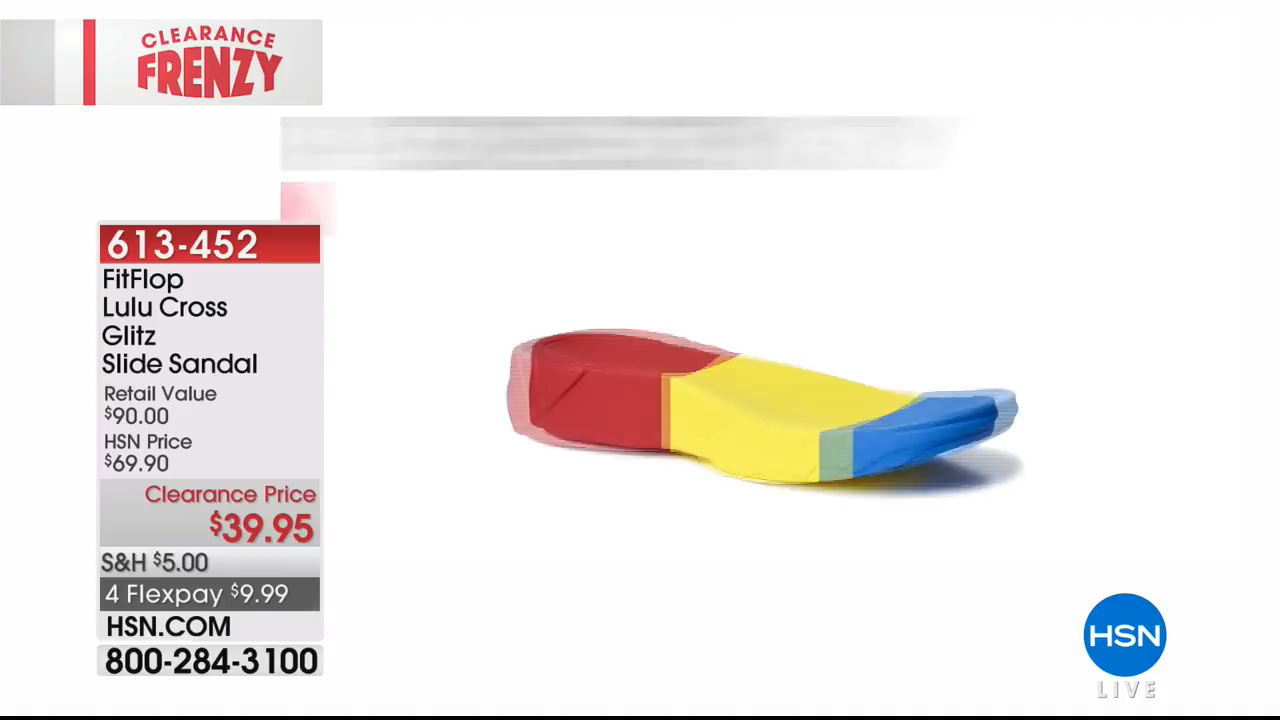 CLEARANCE
FRENZY
613-452
FitFlop
Lulu Cross
Glitz
Slide Sandal
Retail Value
$90.00
HSN Price
$69.90
Clearance Price
$39.95
S&H $5.00
4 Flexpay $9.99
HSN.COM
800-284-3100
HSN
LIVE